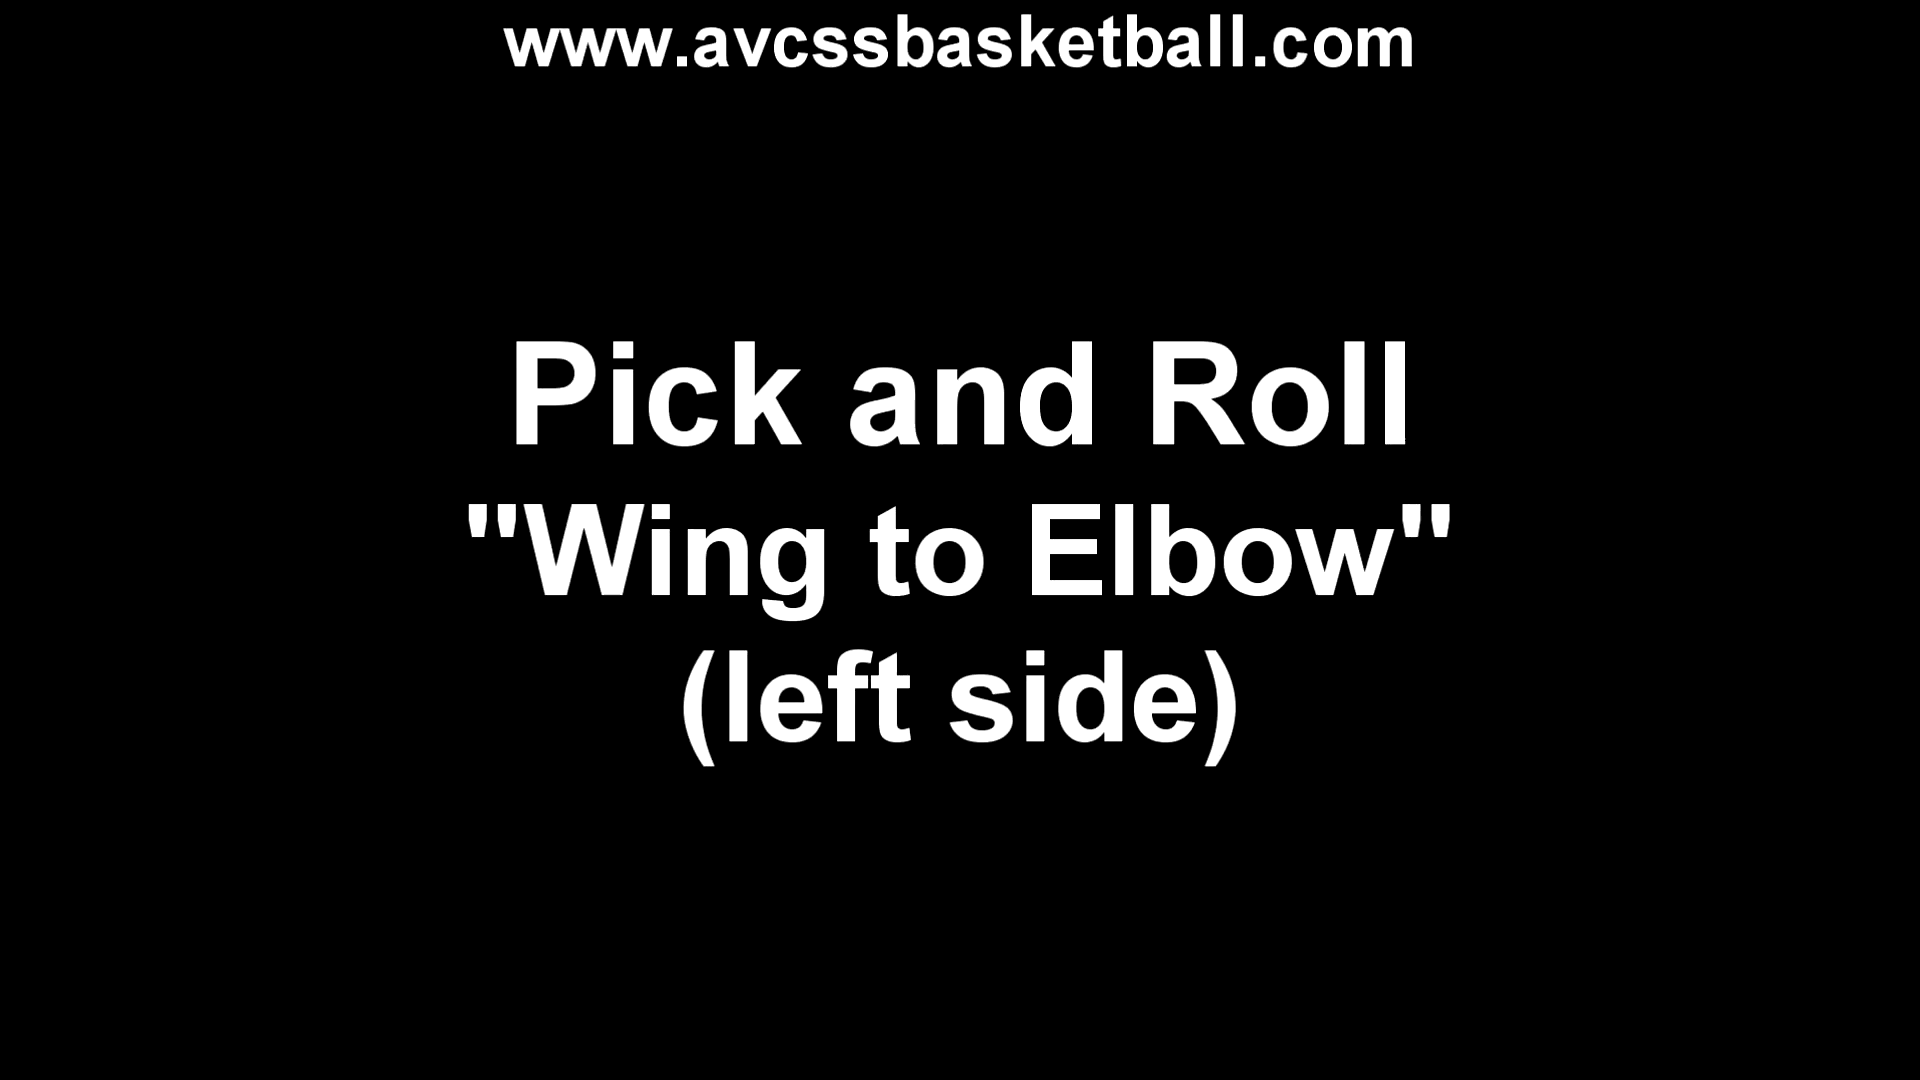 www.avcssbasketball.com
Pick and Roll
"Wing to Elbow"
(left side)